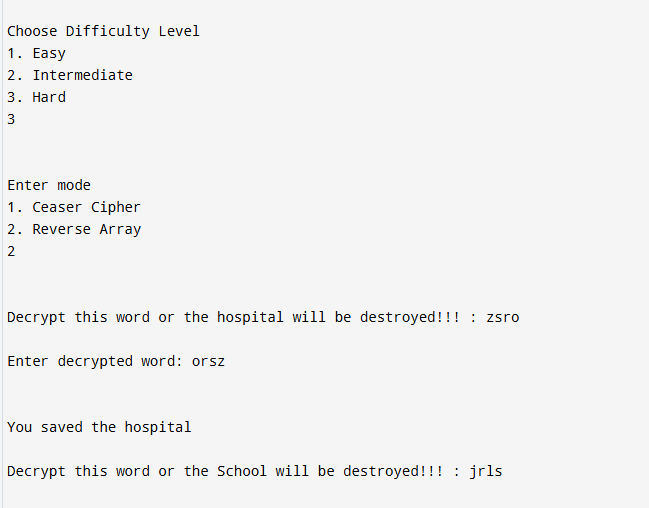 Choose Difficulty Level
1. Easy
2. Intermediate
3. Hard
3
Enter mode
1. Ceaser Cipher
2. Reverse Array
2
Decrypt this word or the hospital will be destroyed!!! : zsro
Enter decrypted word: orsz
You saved the hospital
Decrypt this word or the School will be destroyed!!! : jrls